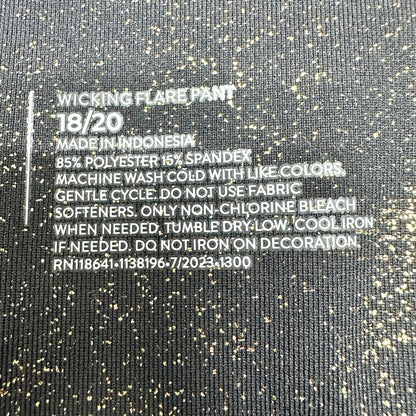 WICKING FLARE PANT
18/20
MADE IN INDONESIA
85% POLYESTER 15% SPANDEX
MACHINE WASH COLD WITH LIKE COLORS,
GENTLE CYCLE. DO NOT USE FABRIC
SOFTENERS. ONLY NON-CHLORINE BLEACH
WHEN NEEDED, TUMBLE DRY-LOW. COOL IRON
IF NEEDED. DO NOT IRON ON DECORATION.
RN118641-1138196-7/2023-1300